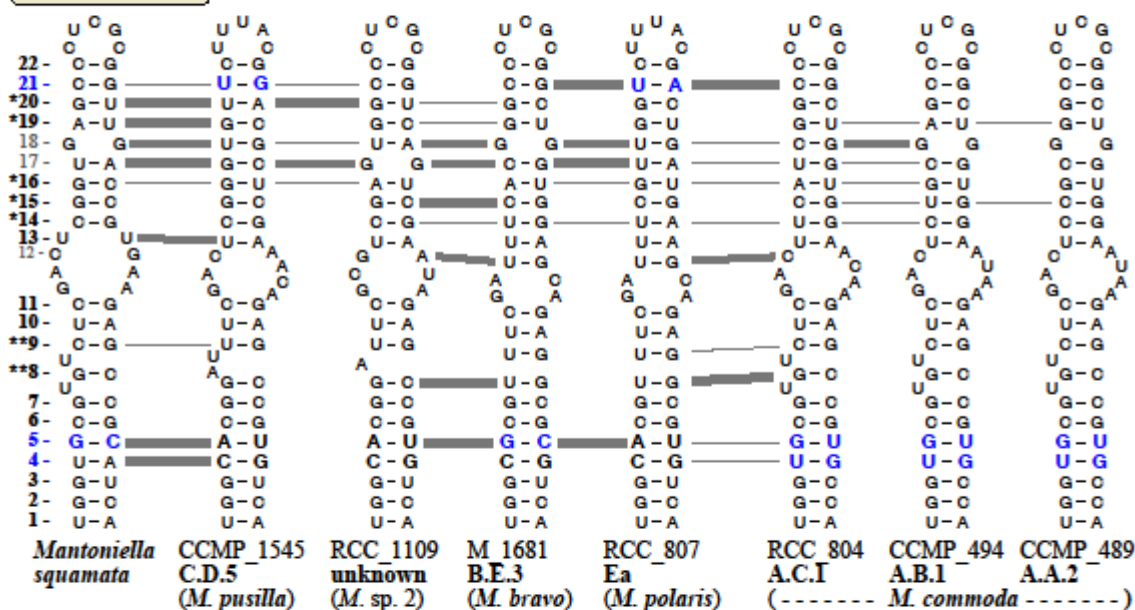 U C G U U A U C G U C G U U A U C G U C G U C G
C C U C C C C C U C C C C C C C
22 - C - G C - G C - G C - G C - G C - G C - G C - G
21 - C - G U - G C - G C - G U - A C - G C - G C - G
*20 - G - U U - A G - U G - C G - C G - C G - C G - C
*19 - A - U G - C G - C G - U U - U G - U A - U G - U
18 - G G U - G U - A G G U - G C - G G G G G
17 - U - A G - C G G C - G U - A U - G C - G C - G
*16 - G - C G - U A - U A - U U - U A - U G - U G - U
*15 - G - C G - C G - C C - G C - G C - G G - G C - G
*14 - C - G C - G C - G U - A U - A U - G U - G C - G
13 - U U U - A U A U - G U - A U - A U - A U - A
12 - C G A A C A A G U A U - G U - G C A C A A U A C A U
11 - C - G C - G C - G C - G G - G C - G C - G C - G
10 - U - A U - A U - A U - A U - A U - A U - A U - A
**9 - C - G U - G U - G U - G U - G C - G C - G C - G
**8 - U U U A G - C A G - C U - G U - G U U G - C U U G - C U U G - C
7 - G - C G - C G - C G - C G - C G - C G - C G - C
6 - C - G G - C C - G C - G C - G C - G C - G C - G
5 - G - C A - U A - U G - C A - U G - U G - U G - U
4 - U - A C - G C - G C - G C - G U - G U - G U - G
3 - G - U G - U G - U G - U G - U G - C G - C G - C
2 - G - C G - C G - C G - C G - C G - C G - C G - C
1 - U - A U - A U - A U - A U - A U - A U - A U - A
Mantoniella CCMP_1545 RCC_1109 M_1681 RCC_807 RCC_804 CCMP_494 CCMP_489
squamata C.D.5 unknown B.E.3 Ea A.C.1 A.B.1 A.A.2
(M. pusilla) (M. sp. 2) (M. bravo) (M. polaris) (- - - - - - - M. commoda - - - - - - - )